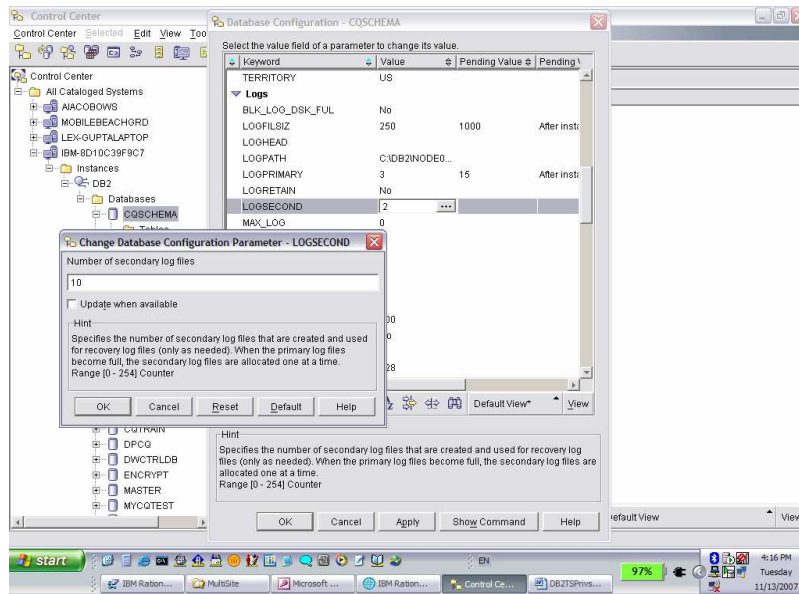 Control Center
Control Center Selected Edit View Too
Control Center
All Cataloged Systems
AIACOBOWS
MOBILEBEACHGRD
LEX-GUPTALAPTOP
IBM-8D10C39F9C7
Instances
DB2
Databases
CQSCHEMA
Tables
Database Configuration - CQSCHEMA
Select the value field of a parameter to change its value.
Keyword Value Pending Value Pending V
TERRITORY US
Logs
BLK_LOG_DSK_FUL No
LOGFILSIZ 250 1000 After insta
LOGHEAD
LOGPATH C:\DB2\NODE0...
LOGPRIMARY 3 15 After insta
LOGRETAIN No
LOGSECOND 2 ...
MAX_LOG 0
Change Database Configuration Parameter - LOGSECOND
Number of secondary log files
10
Update when available
Hint
Specifies the number of secondary log files that are created and used
for recovery log files (only as needed). When the primary log files
become full, the secondary log files are allocated one at a time.
Range [0 - 254] Counter
OK Cancel Reset Default Help
Default View* View
CQTRAIN
DPCQ
DWCTRLDB
ENCRYPT
MASTER
MYCQTEST
Hint
Specifies the number of secondary log files that are created and used for recovery log
files (only as needed). When the primary log files become full, the secondary log files are
allocated one at a time.
Range [0 - 254] Counter
OK Cancel Apply Show Command Help
efault View View
start
EN
97%
4:16 PM
Tuesday
11/13/2007
IBM Ration... MultiSite Microsoft ... IBM Ration... Control Ce... DB2TSPrivs...